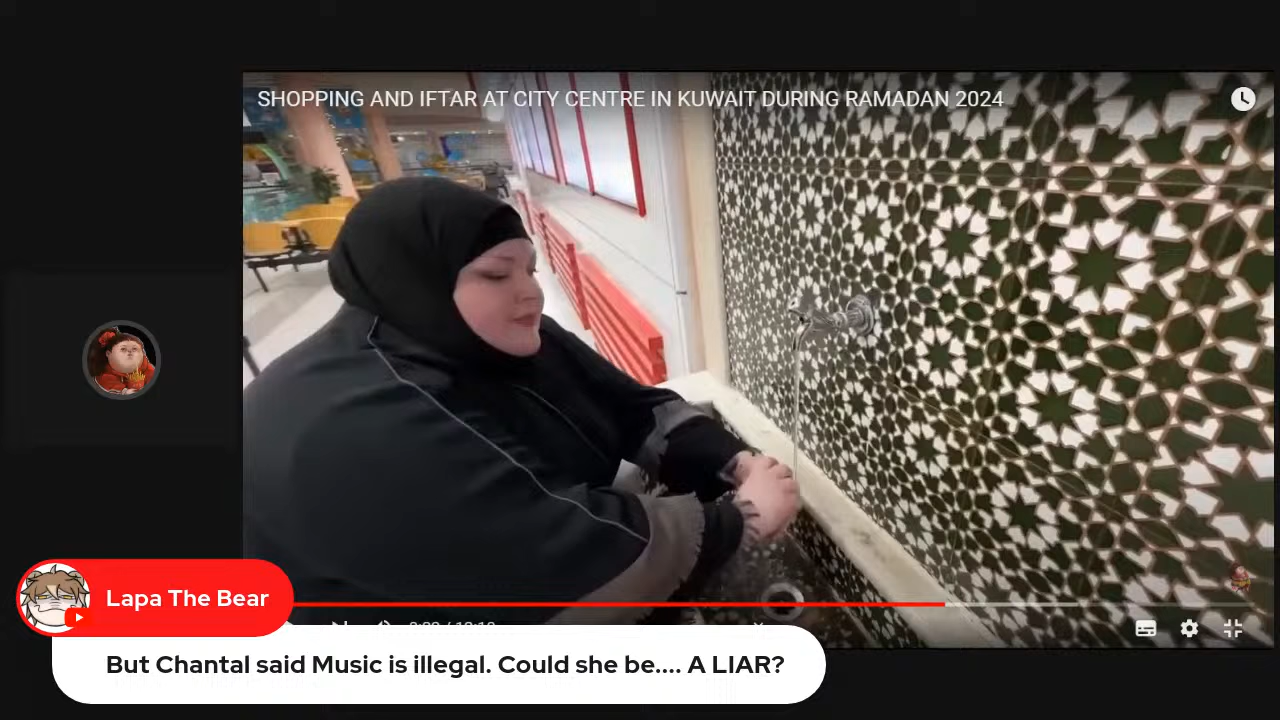 SHOPPING AND IFTAR AT CITY CENTRE IN KUWAIT DURING RAMADAN 2024
Lapa The Bear
But Chantal said Music is illegal. Could she be.... A LIAR?